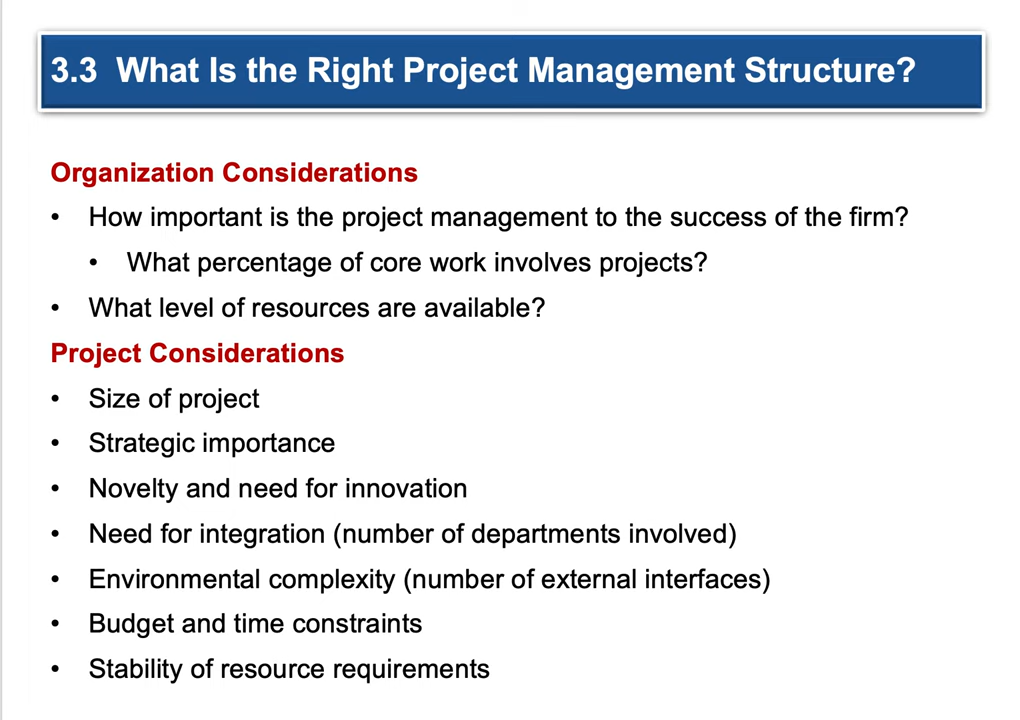 3.3 What Is the Right Project Management Structure?
Organization Considerations
• How important is the project management to the success of the firm?
• What percentage of core work involves projects?
• What level of resources are available?
Project Considerations
• Size of project
• Strategic importance
• Novelty and need for innovation
• Need for integration (number of departments involved)
• Environmental complexity (number of external interfaces)
• Budget and time constraints
• Stability of resource requirements